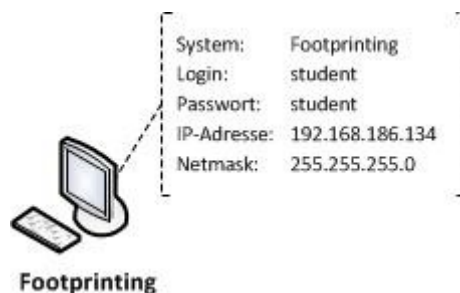 System: Footprinting
Login: student
Passwort: student
IP-Adresse: 192.168.186.134
Netmask: 255.255.255.0
Footprinting